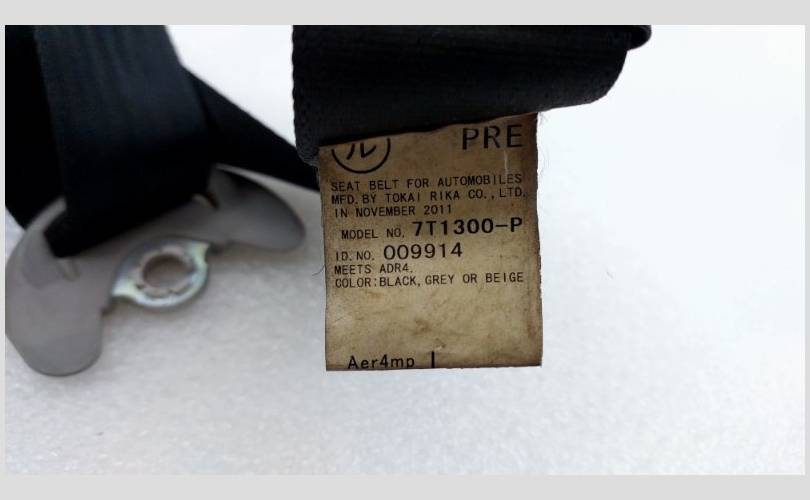 PRE
SEAT BELT FOR AUTOMOBILES
MFD. BY TOKAI RIKA CO., LTD.
IN NOVEMBER 2011
MODEL NO. 7T1300-P
ID. NO. 009914
MEETS ADR4.
COLOR:BLACK, GREY OR BEIGE
Aer4mp